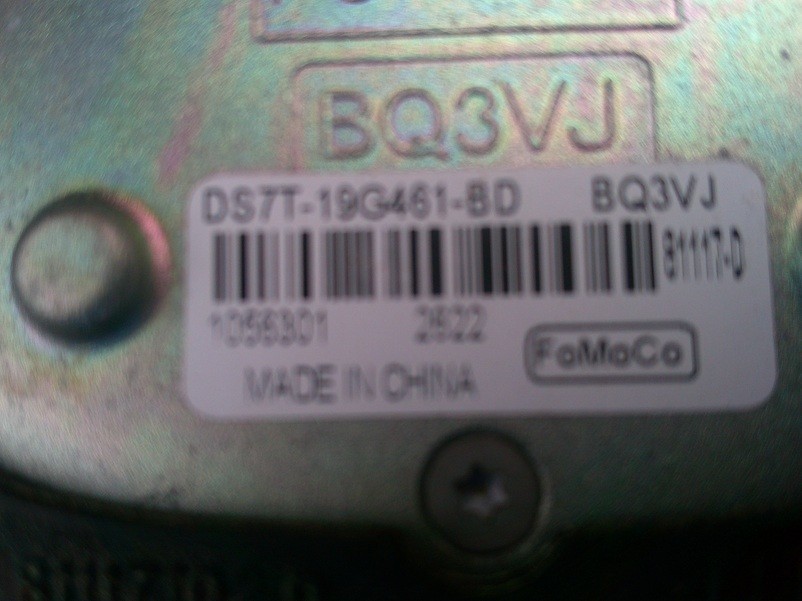 BQ3VJ
DS7T-19G461-BD BQ3VJ
81117-D
1056301 2622
FoMoCo
MADE IN CHINA